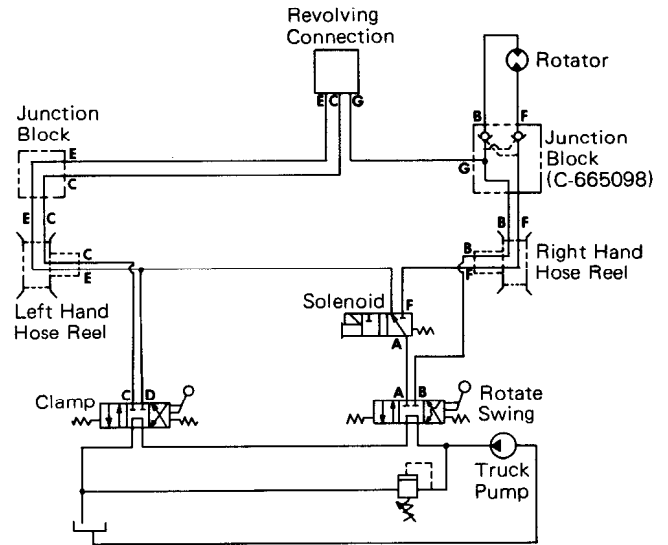 Revolving
Connection
Rotator
E C G
B F
Junction
Block
E
C
Junction
Block
(C-665098)
G
E C
B F
C
E
B
F
Right Hand
Hose Reel
Left Hand
Hose Reel
Solenoid
F
A
C D
A B
Clamp
Rotate
Swing
Truck
Pump